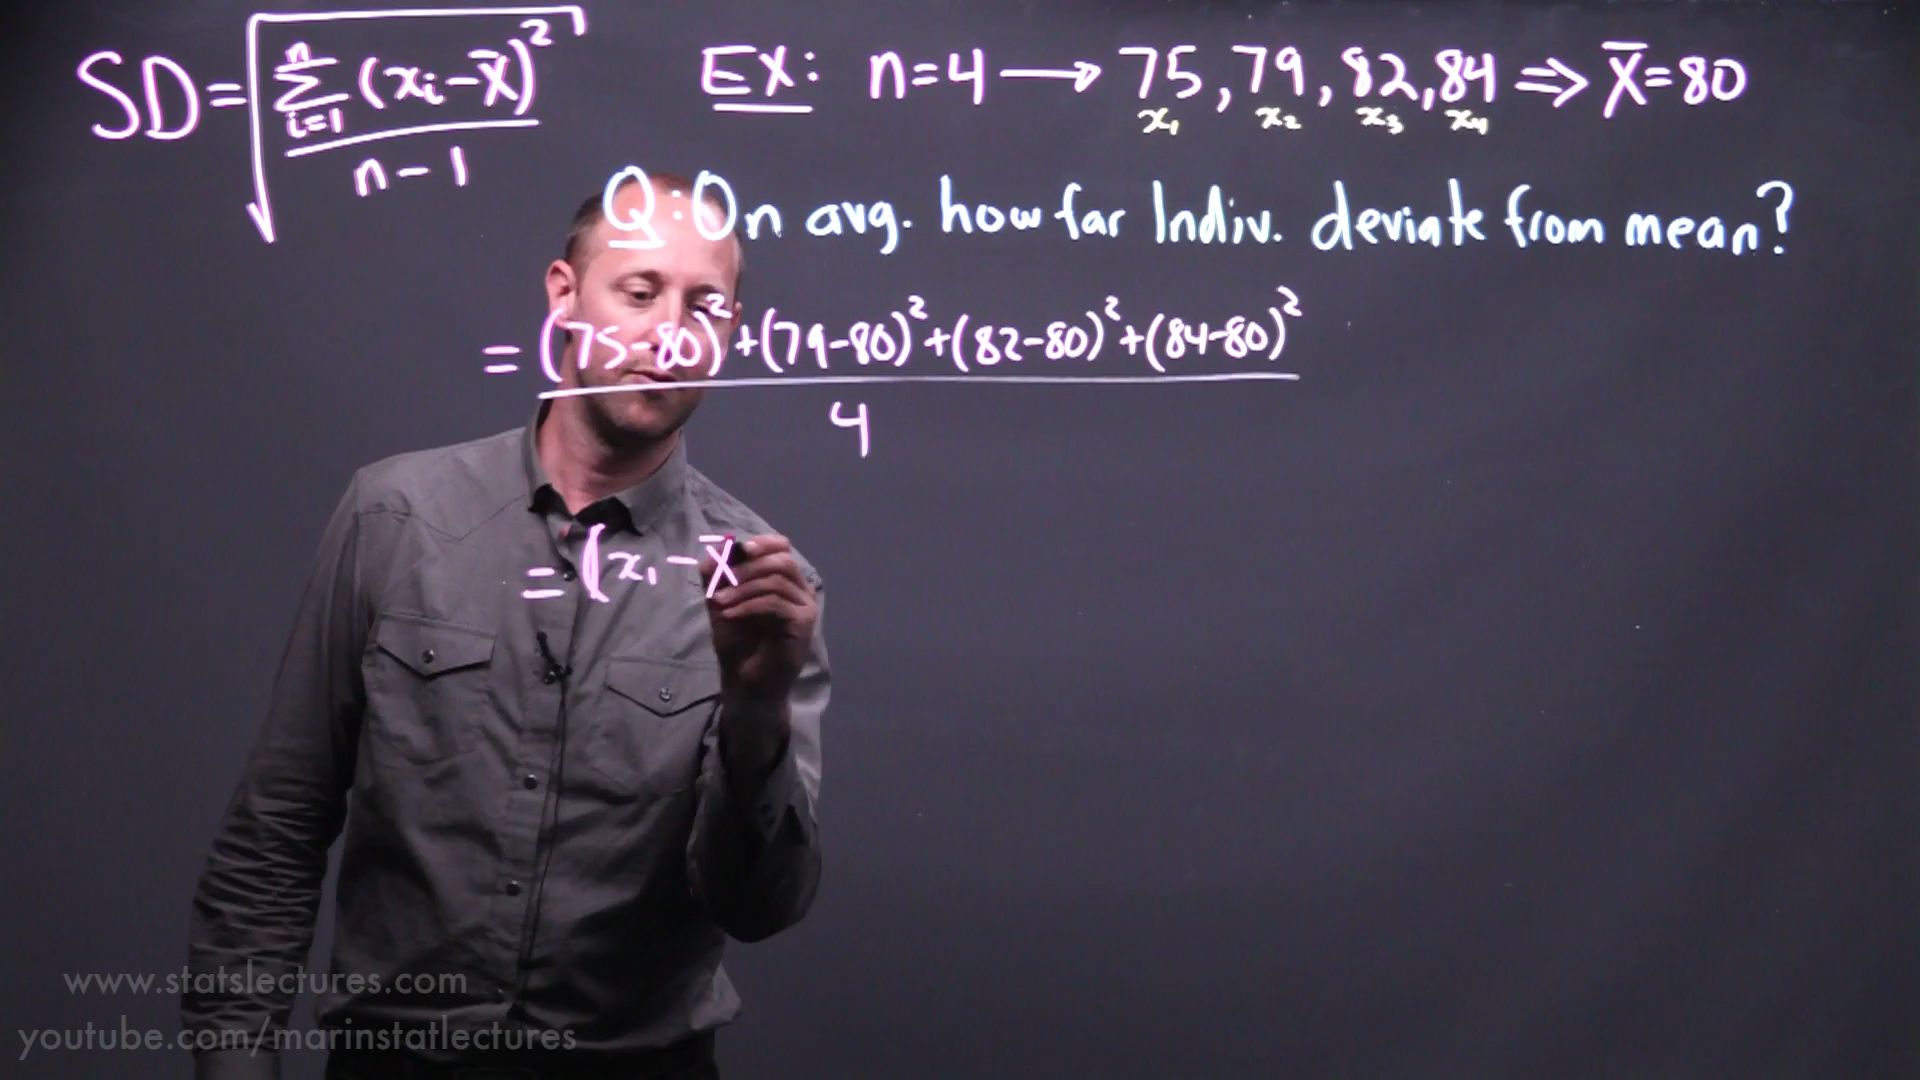 SD = √( Σ_{i=1}^{n} (xᵢ - x̄)² / (n - 1) )
EX: n=4 → 75, 79, 82, 84 ⇒ x̄=80
x₁ x₂ x₃ x₄
Q: On avg. how far Indiv. deviate from mean?
= (75-80)² + (79-80)² + (82-80)² + (84-80)²
4
= (x₁ - x̄
www.statslectures.com
youtube.com/marinstatlectures